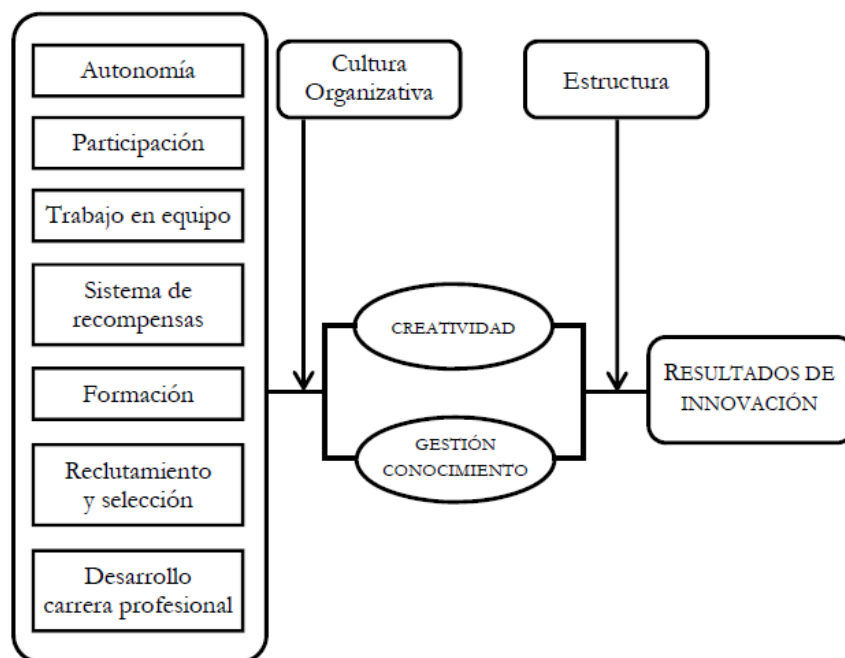 Autonomía
Participación
Trabajo en equipo
Sistema de
recompensas
Formación
Reclutamiento
y selección
Desarrollo
carrera profesional
Cultura
Organizativa
Estructura
CREATIVIDAD
GESTIÓN
CONOCIMIENTO
RESULTADOS DE
INNOVACIÓN